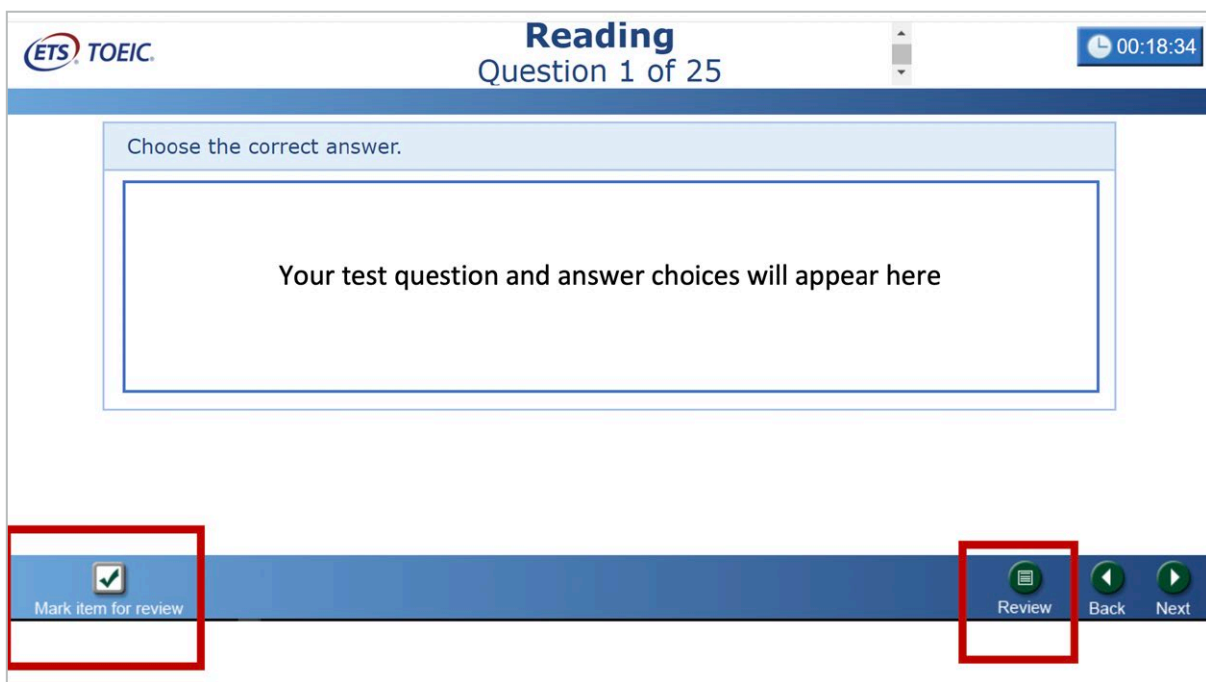 ETS® TOEIC®
Reading
Question 1 of 25
00:18:34
Choose the correct answer.
Your test question and answer choices will appear here
Mark item for review
Review
Back
Next